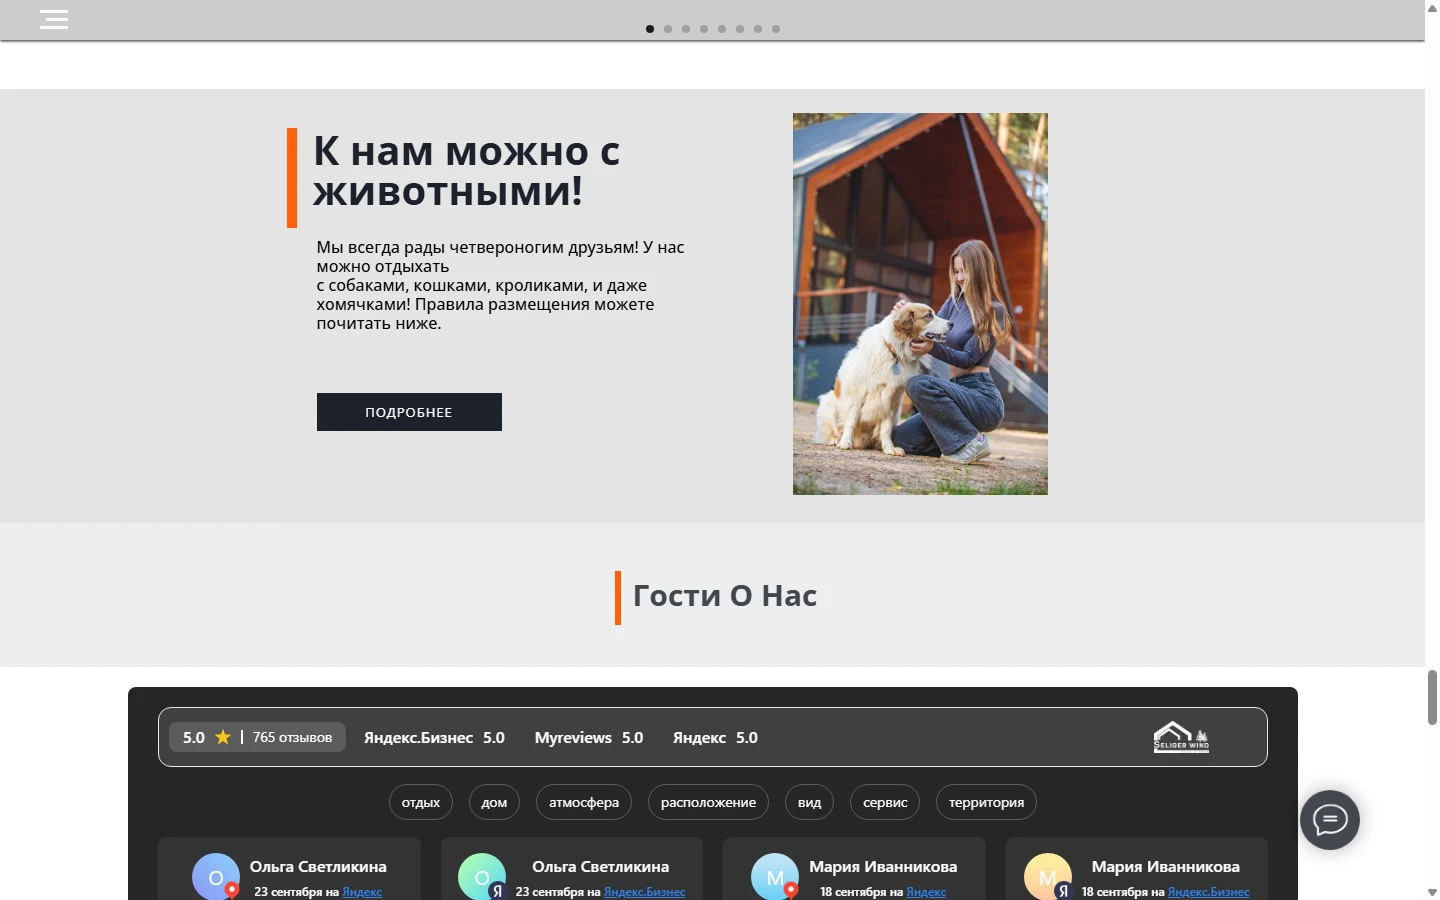 К нам можно с
животными!
Мы всегда рады четвероногим друзьям! У нас
можно отдыхать
с собаками, кошками, кроликами, и даже
хомячками! Правила размещения можете
почитать ниже.
ПОДРОБНЕЕ
Гости О Нас
5.0 765 отзывов Яндекс.Бизнес 5.0 Myreviews 5.0 Яндекс 5.0
SELIGER WIND
отдых дом атмосфера расположение вид сервис территория
О Ольга Светликина
23 сентября на Яндекс
О Я Ольга Светликина
23 сентября на Яндекс.Бизнес
М Мария Иванникова
18 сентября на Яндекс
М Я Мария Иванникова
18 сентября на Яндекс.Бизнес